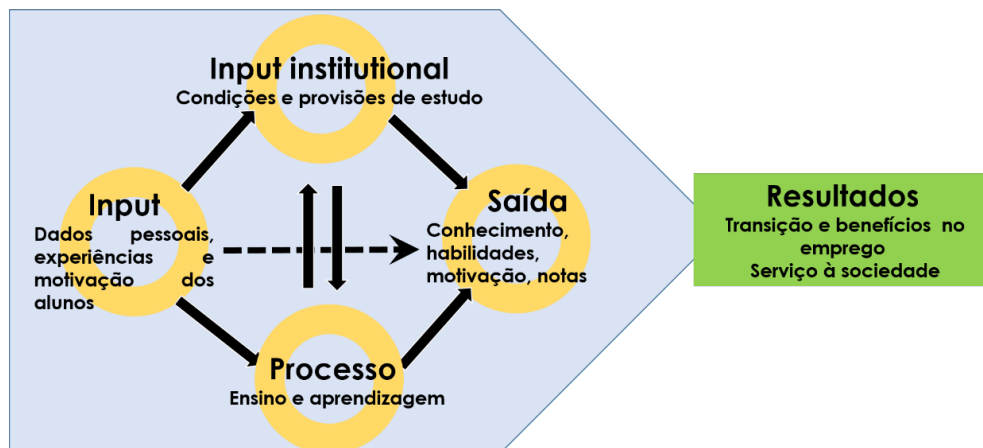 Input institutional
Condições e provisões de estudo
Input
Dados pessoais,
experiências e
motivação dos
alunos
Saída
Conhecimento,
habilidades,
motivação, notas
Processo
Ensino e aprendizagem
Resultados
Transição e benefícios no
emprego
Serviço à sociedade